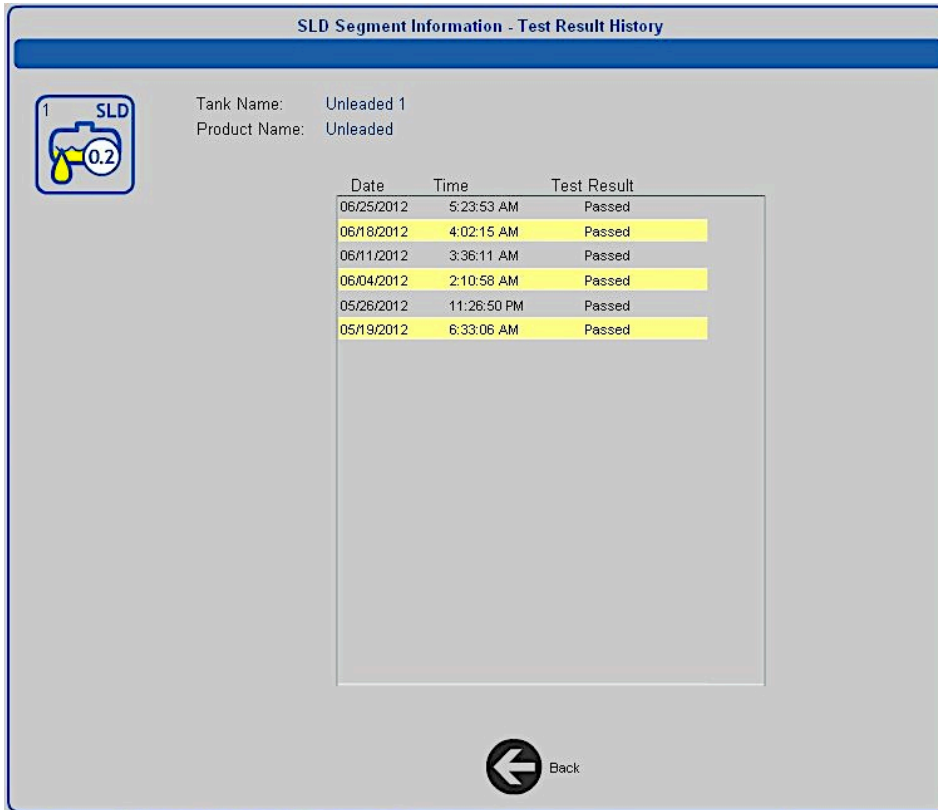 SLD Segment Information - Test Result History
1 SLD
0.2
Tank Name: Unleaded 1
Product Name: Unleaded
Date Time Test Result
06/25/2012 5:23:53 AM Passed
06/18/2012 4:02:15 AM Passed
06/11/2012 3:36:11 AM Passed
06/04/2012 2:10:58 AM Passed
05/26/2012 11:26:50 PM Passed
05/19/2012 6:33:06 AM Passed
Back